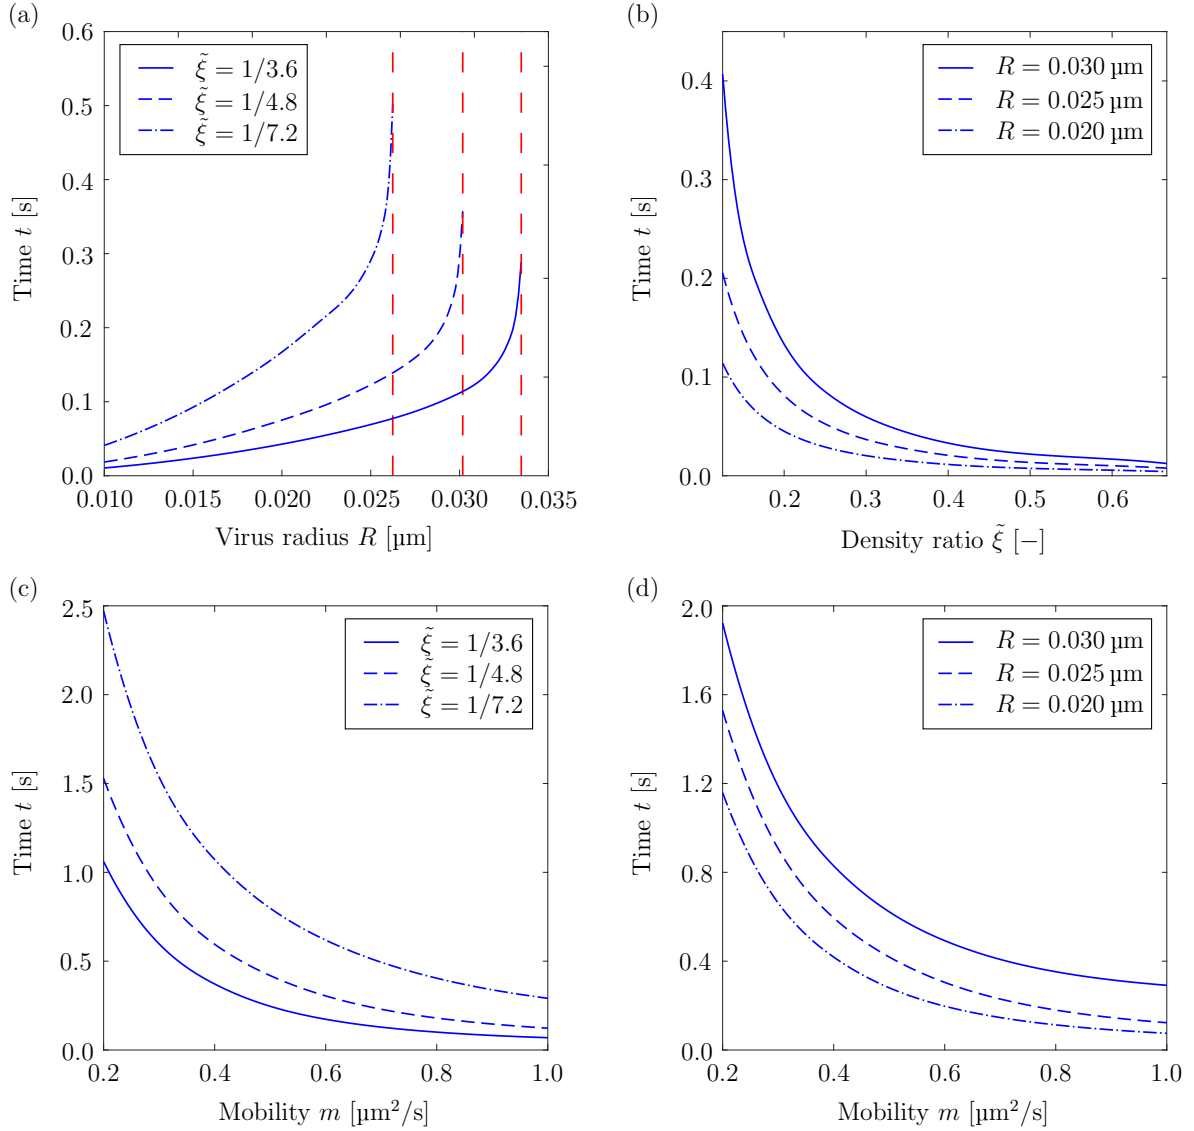 (a)
0.6
0.5
0.4
0.3
0.2
0.1
0.0
Time t [s]
ξ̃ = 1/3.6
ξ̃ = 1/4.8
ξ̃ = 1/7.2
0.010 0.015 0.020 0.025 0.030 0.035
Virus radius R [µm]
(b)
0.4
0.3
0.2
0.1
0.0
Time t [s]
R = 0.030 µm
R = 0.025 µm
R = 0.020 µm
0.2 0.3 0.4 0.5 0.6
Density ratio ξ̃ [−]
(c)
2.5
2.0
1.5
1.0
0.5
0.0
Time t [s]
ξ̃ = 1/3.6
ξ̃ = 1/4.8
ξ̃ = 1/7.2
0.2 0.4 0.6 0.8 1.0
Mobility m [µm²/s]
(d)
2.0
1.6
1.2
0.8
0.4
0.0
Time t [s]
R = 0.030 µm
R = 0.025 µm
R = 0.020 µm
0.2 0.4 0.6 0.8 1.0
Mobility m [µm²/s]